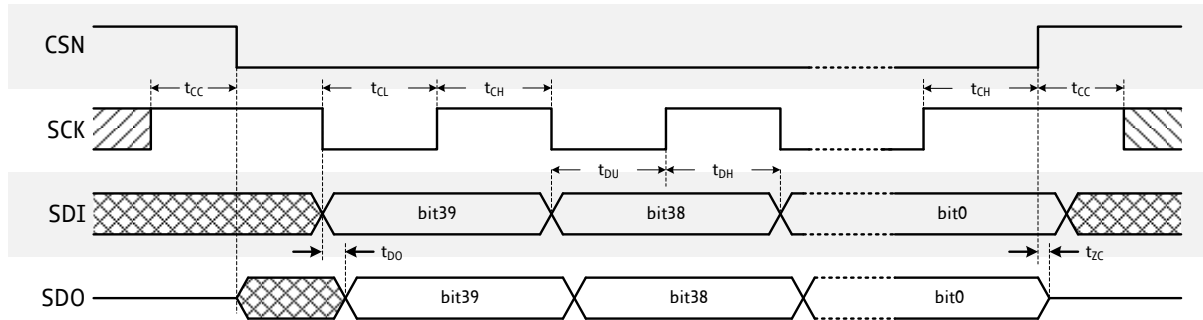 CSN
tCC tCL tCH tCH tCC
SCK
tDU tDH
SDI bit39 bit38 bit0
tDO tZC
SDO bit39 bit38 bit0